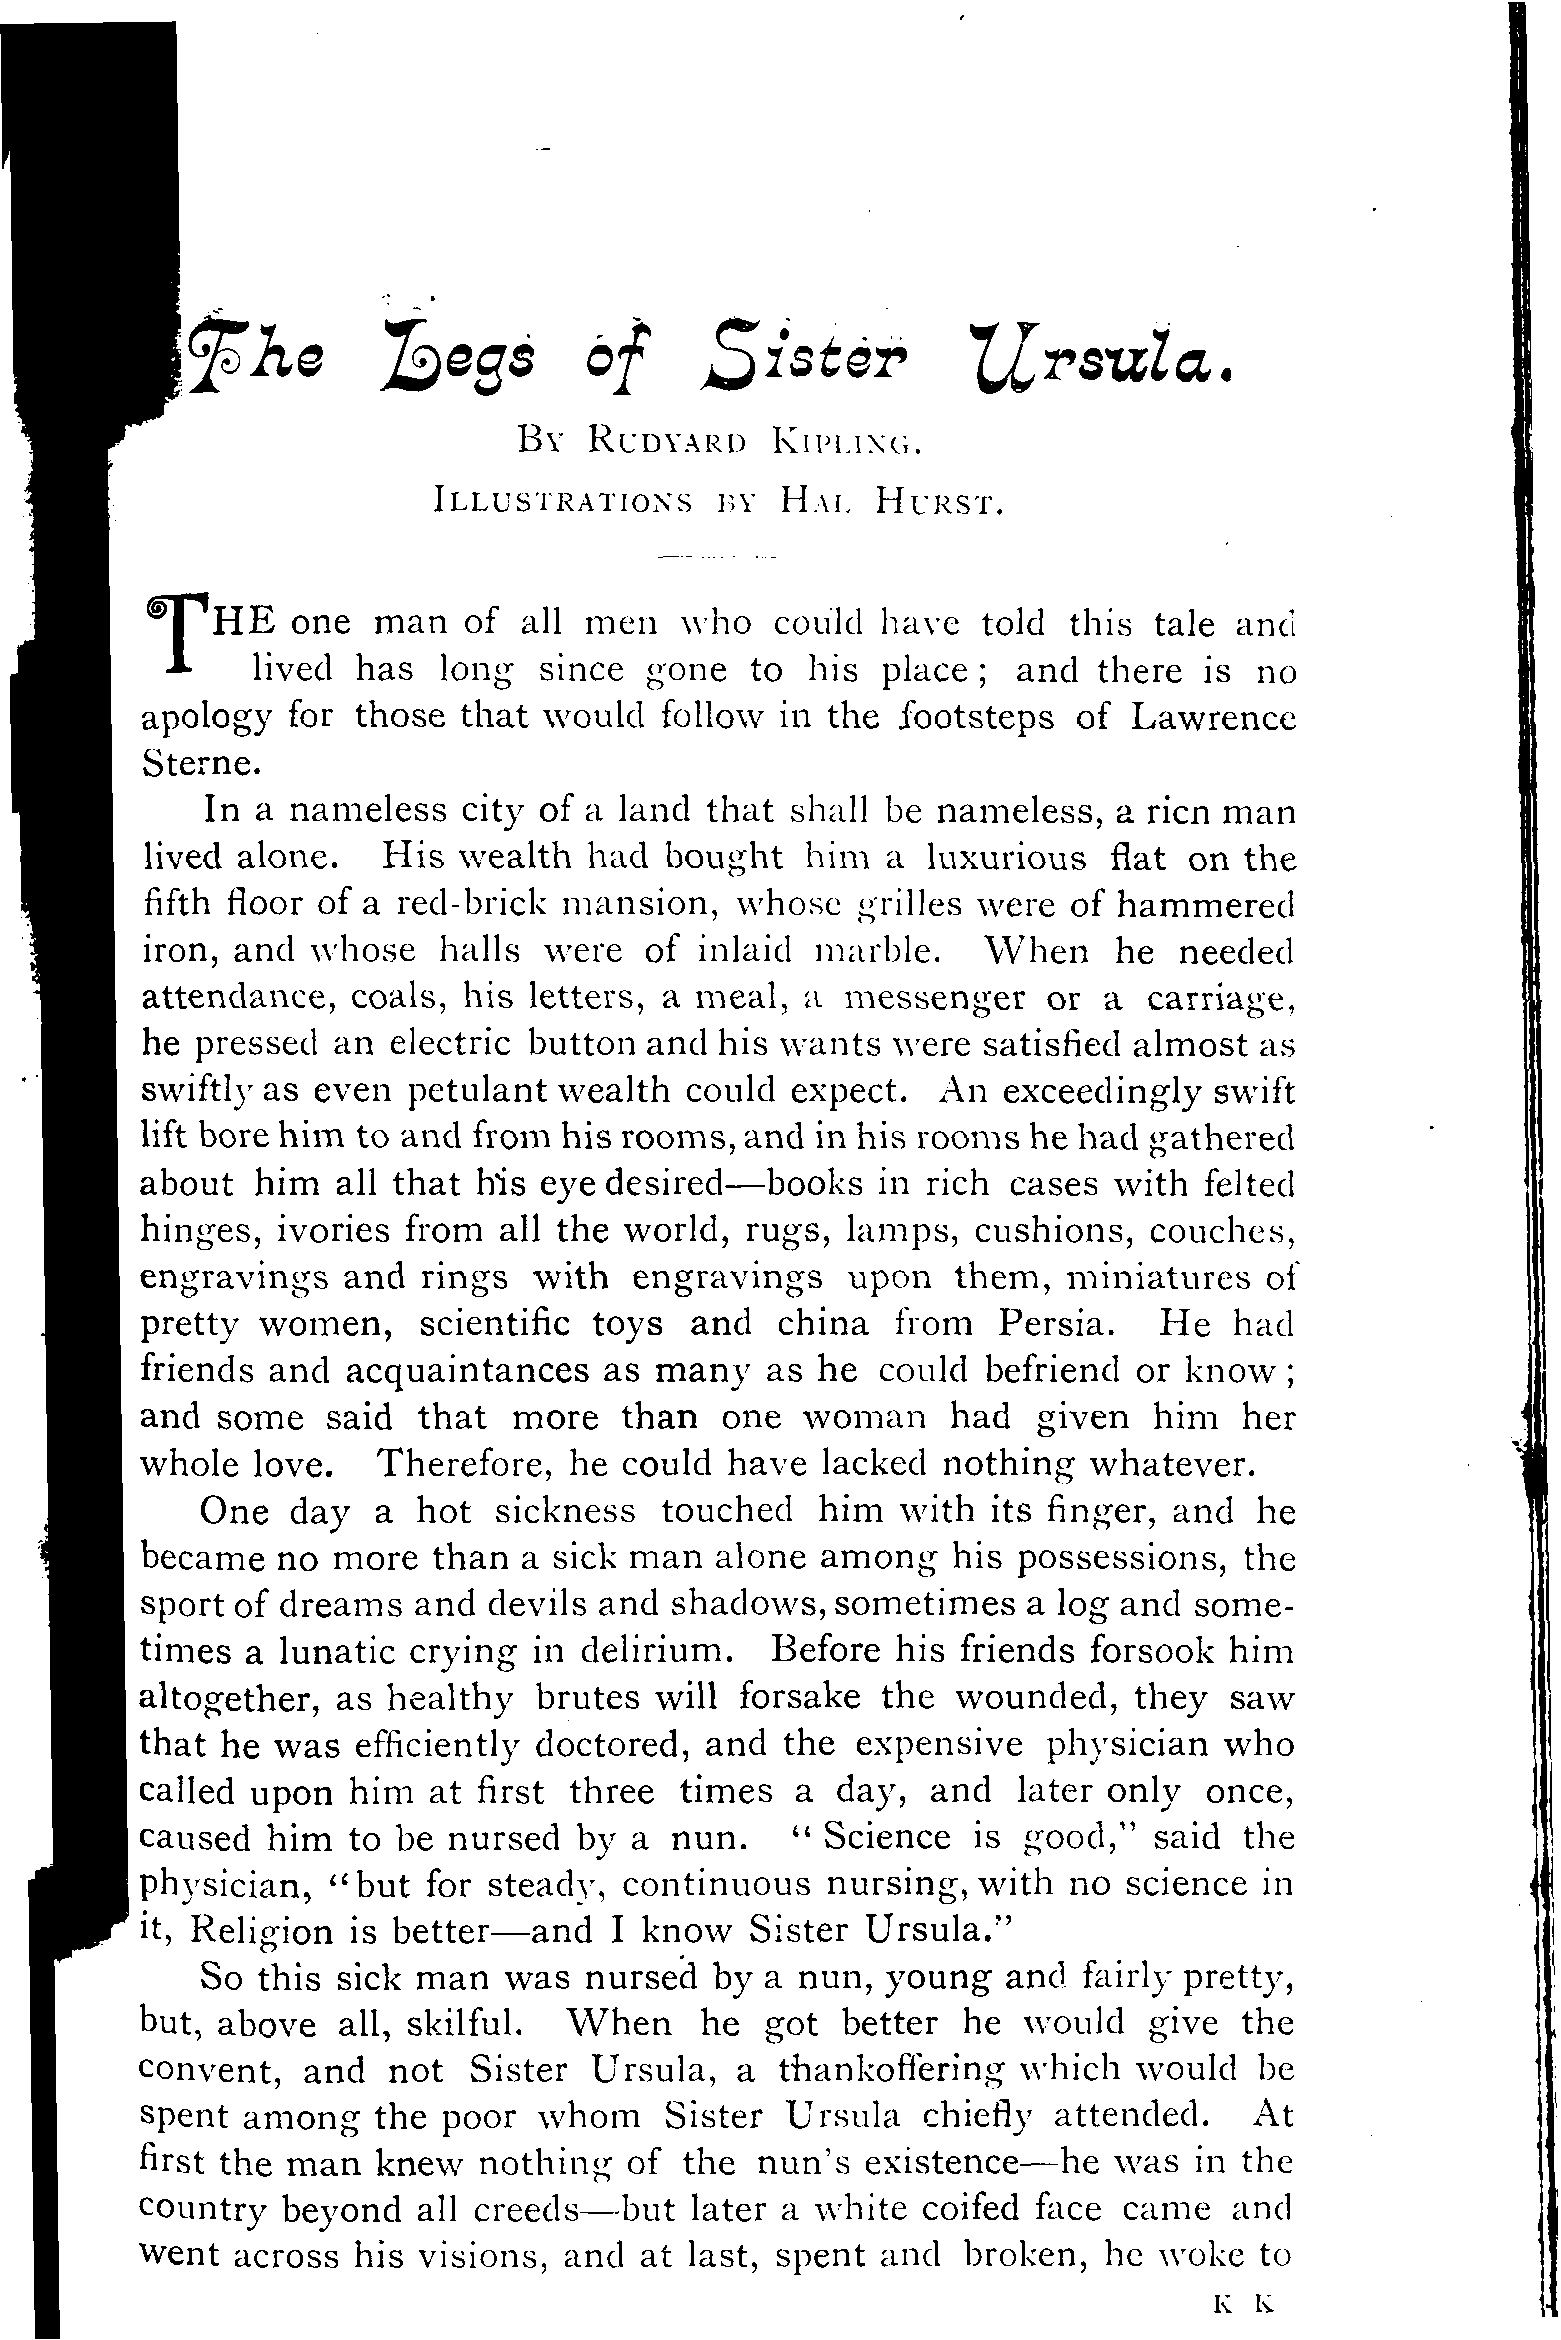 The Legs of Sister Ursula.
By Rudyard Kipling.
Illustrations by Hal Hurst.
THE one man of all men who could have told this tale and
lived has long since gone to his place; and there is no
apology for those that would follow in the footsteps of Lawrence
Sterne.
In a nameless city of a land that shall be nameless, a rich man
lived alone. His wealth had bought him a luxurious flat on the
fifth floor of a red-brick mansion, whose grilles were of hammered
iron, and whose halls were of inlaid marble. When he needed
attendance, coals, his letters, a meal, a messenger or a carriage,
he pressed an electric button and his wants were satisfied almost as
swiftly as even petulant wealth could expect. An exceedingly swift
lift bore him to and from his rooms, and in his rooms he had gathered
about him all that his eye desired—books in rich cases with felted
hinges, ivories from all the world, rugs, lamps, cushions, couches,
engravings and rings with engravings upon them, miniatures of
pretty women, scientific toys and china from Persia. He had
friends and acquaintances as many as he could befriend or know;
and some said that more than one woman had given him her
whole love. Therefore, he could have lacked nothing whatever.
One day a hot sickness touched him with its finger, and he
became no more than a sick man alone among his possessions, the
sport of dreams and devils and shadows, sometimes a log and some-
times a lunatic crying in delirium. Before his friends forsook him
altogether, as healthy brutes will forsake the wounded, they saw
that he was efficiently doctored, and the expensive physician who
called upon him at first three times a day, and later only once,
caused him to be nursed by a nun. "Science is good," said the
physician, "but for steady, continuous nursing, with no science in
it, Religion is better—and I know Sister Ursula."
So this sick man was nursed by a nun, young and fairly pretty,
but, above all, skilful. When he got better he would give the
convent, and not Sister Ursula, a thankoffering which would be
spent among the poor whom Sister Ursula chiefly attended. At
first the man knew nothing of the nun's existence—he was in the
country beyond all creeds—but later a white coifed face came and
went across his visions, and at last, spent and broken, he woke to
K K